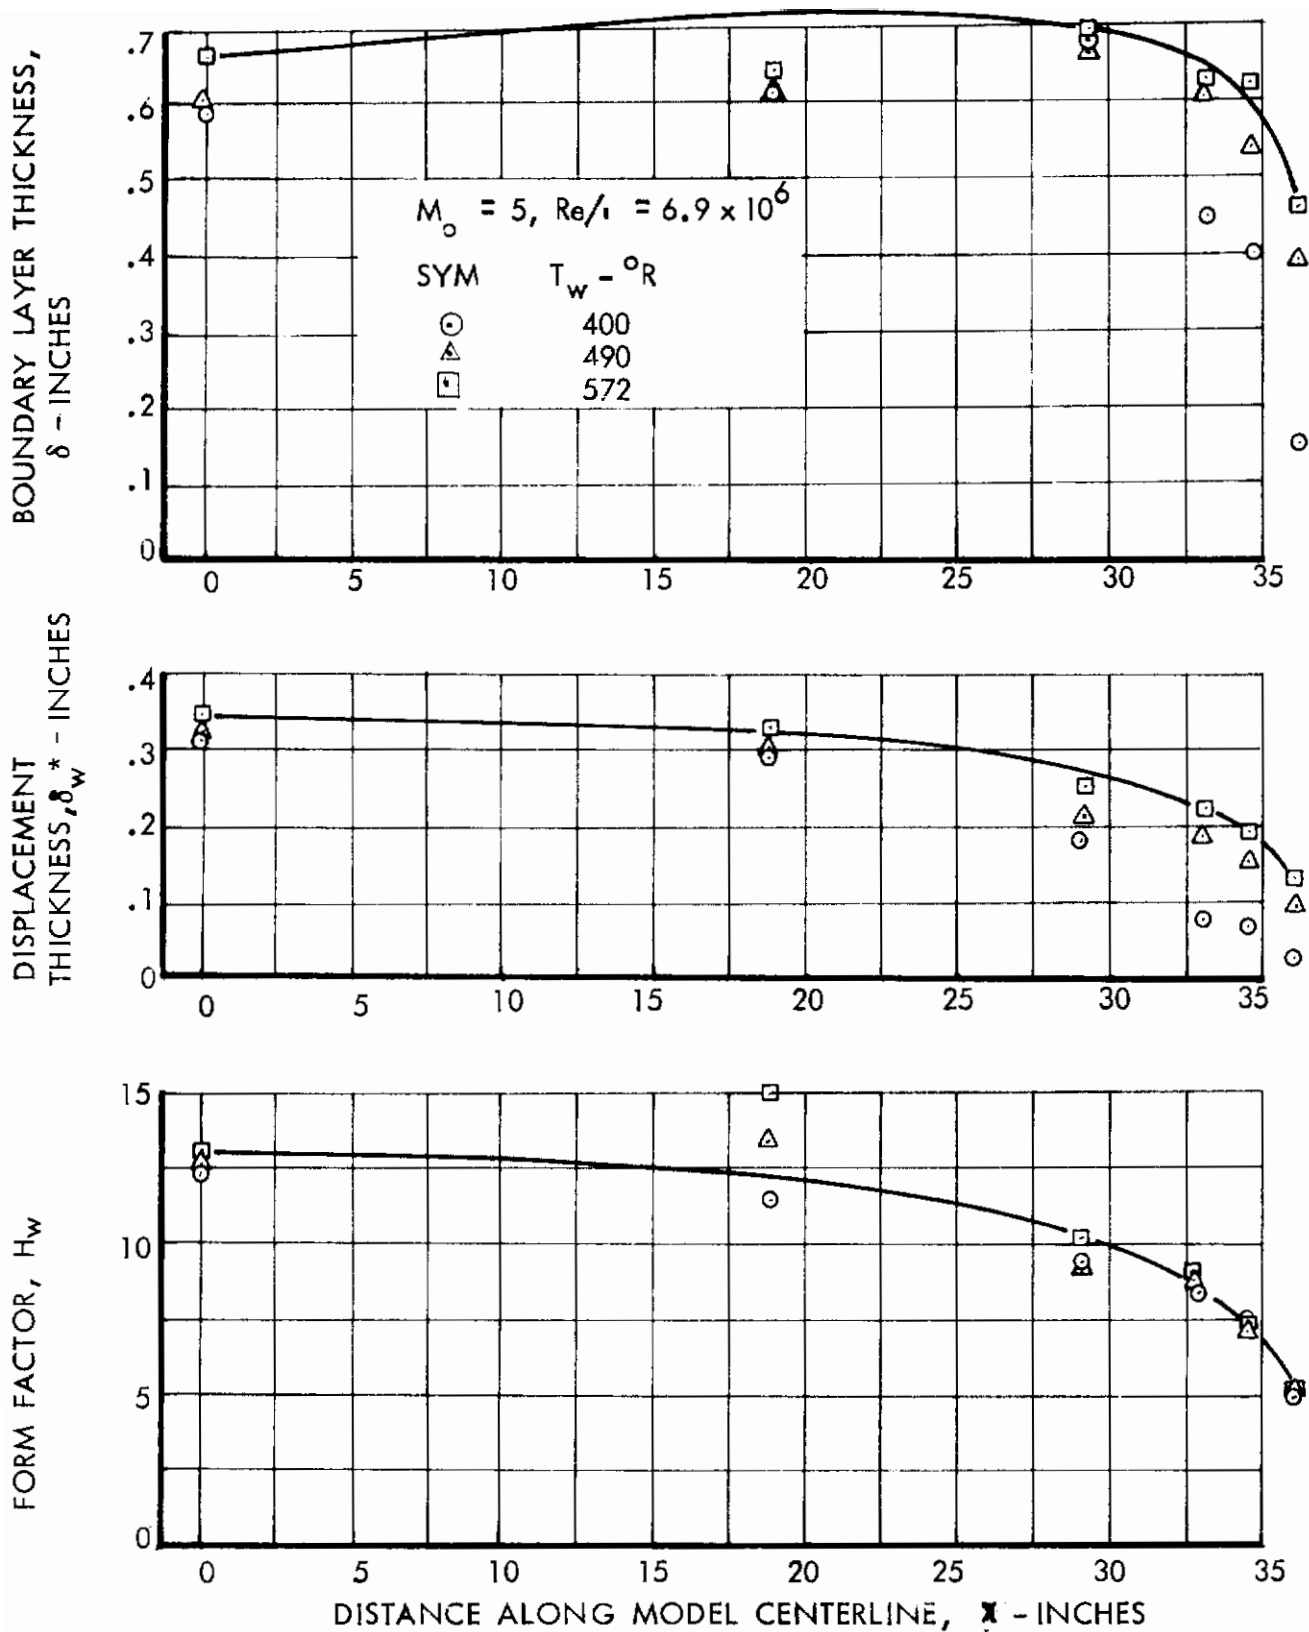 BOUNDARY LAYER THICKNESS,
δ - INCHES
.7
.6
.5
.4
.3
.2
.1
0
M₀ = 5, Re/ı = 6.9 x 10⁶
SYM T_w - °R
400
490
572
0 5 10 15 20 25 30 35
DISPLACEMENT
THICKNESS, δ_w* - INCHES
.4
.3
.2
.1
0
0 5 10 15 20 25 30 35
FORM FACTOR, H_w
15
10
5
0
0 5 10 15 20 25 30 35
DISTANCE ALONG MODEL CENTERLINE, X - INCHES